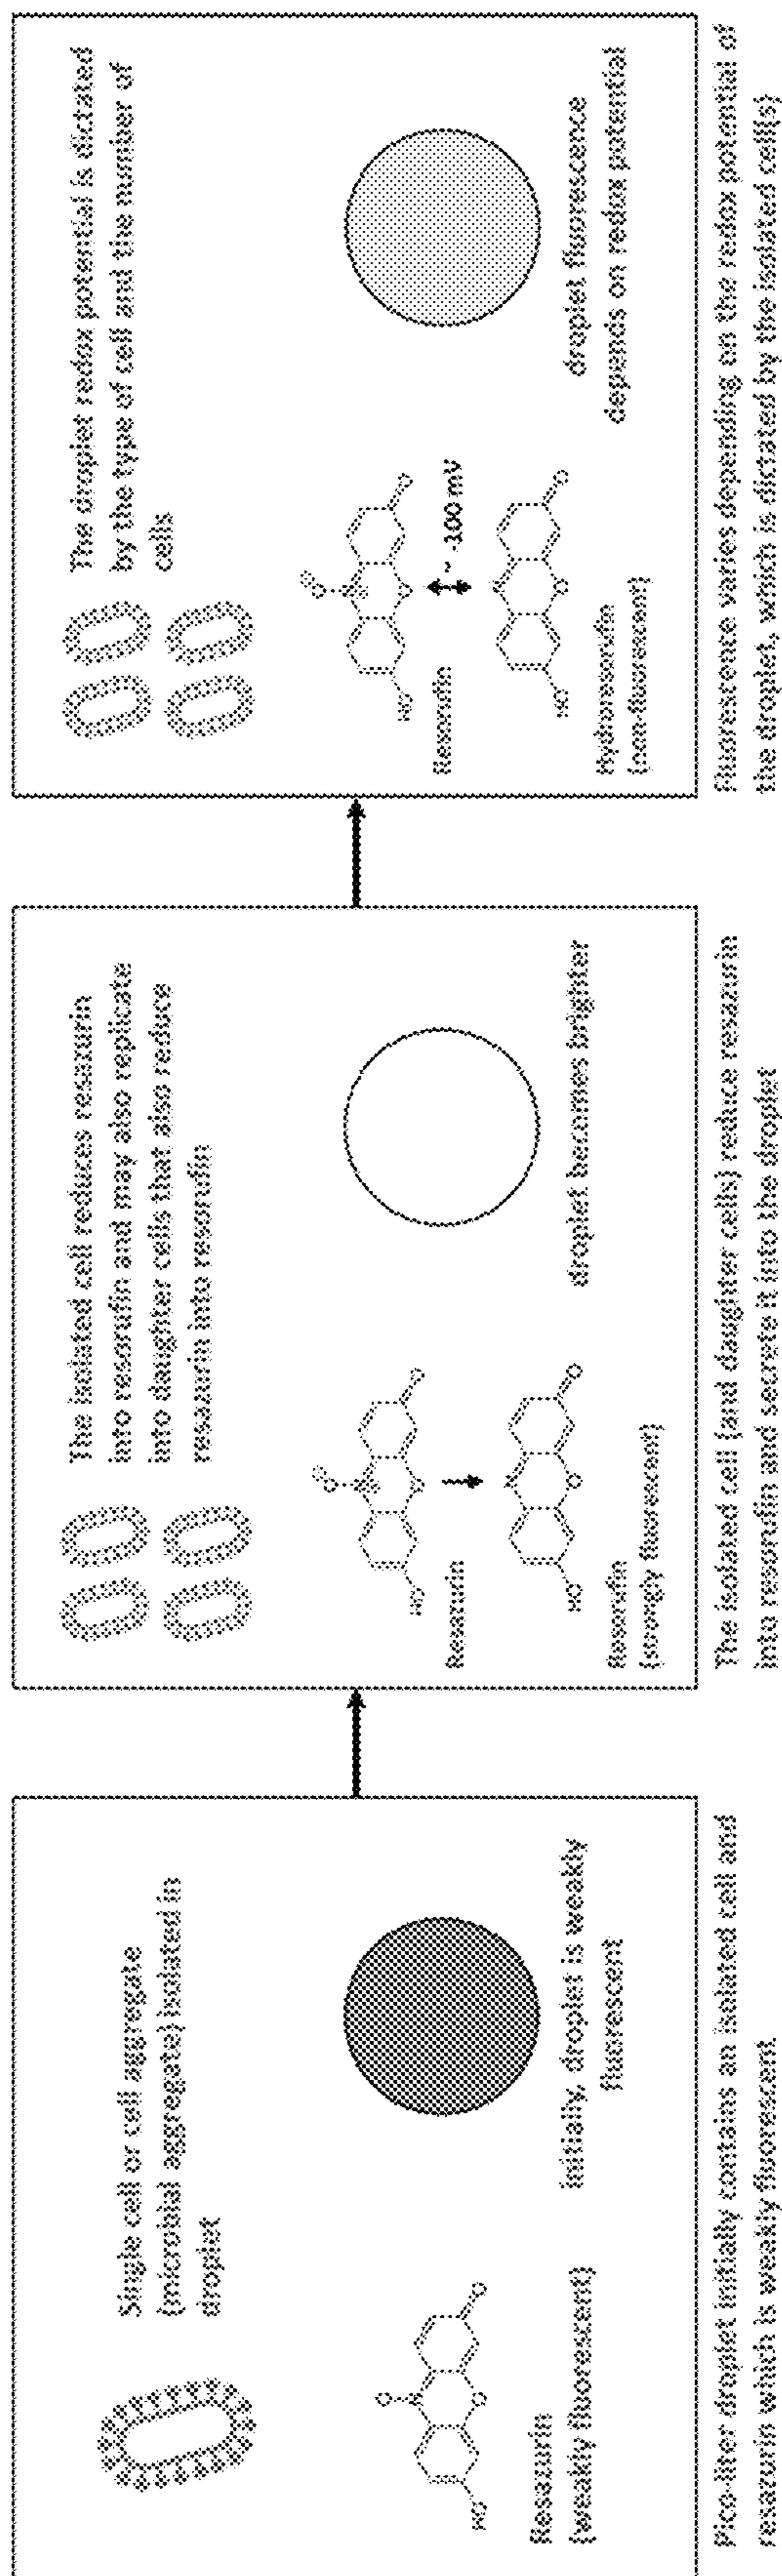 Single cell or cell aggregate
(microbial aggregate) isolated in
droplet
HO
N
O
O
O
Resazurin
(weakly fluorescent)
initially, droplet is weakly
fluorescent
Pico-liter droplet initially contains an isolated cell and
resazurin which is weakly fluorescent
The isolated cell reduces resazurin
into resorufin and may also replicate
into daughter cells that also reduce
resazurin into resorufin
HO
O
O
Resazurin
HO
N
O
O
Resorufin
(strongly fluorescent)
droplet becomes brighter
The isolated cell (and daughter cells) reduce resazurin
into resorufin and secrete it into the droplet
The droplet redox potential is dictated
by the type of cell and the number of
cells
HO
O
O
Resorufin
~ -100 mV
HO
N
O
O
Hydroresorufin
(non-fluorescent)
droplet fluorescence
depends on redox potential
Fluorescence varies depending on the redox potential of
the droplet, which is dictated by the isolated cell(s)